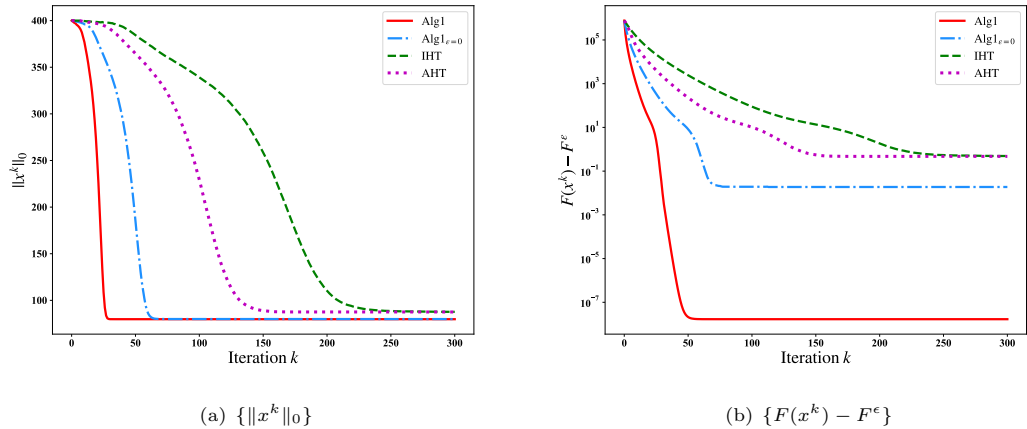 400
350
300
250
200
150
100
0
50
100
150
200
250
300
‖x^k‖_0
Iteration k
Alg1
Alg1_{ε=0}
IHT
AHT
10^5
10^3
10^1
10^{-1}
10^{-3}
10^{-5}
10^{-7}
0
50
100
150
200
250
300
F(x^k) − F^ε
Iteration k
Alg1
Alg1_{ε=0}
IHT
AHT
(a) {‖x^k‖_0}
(b) {F(x^k) − F^ϵ}